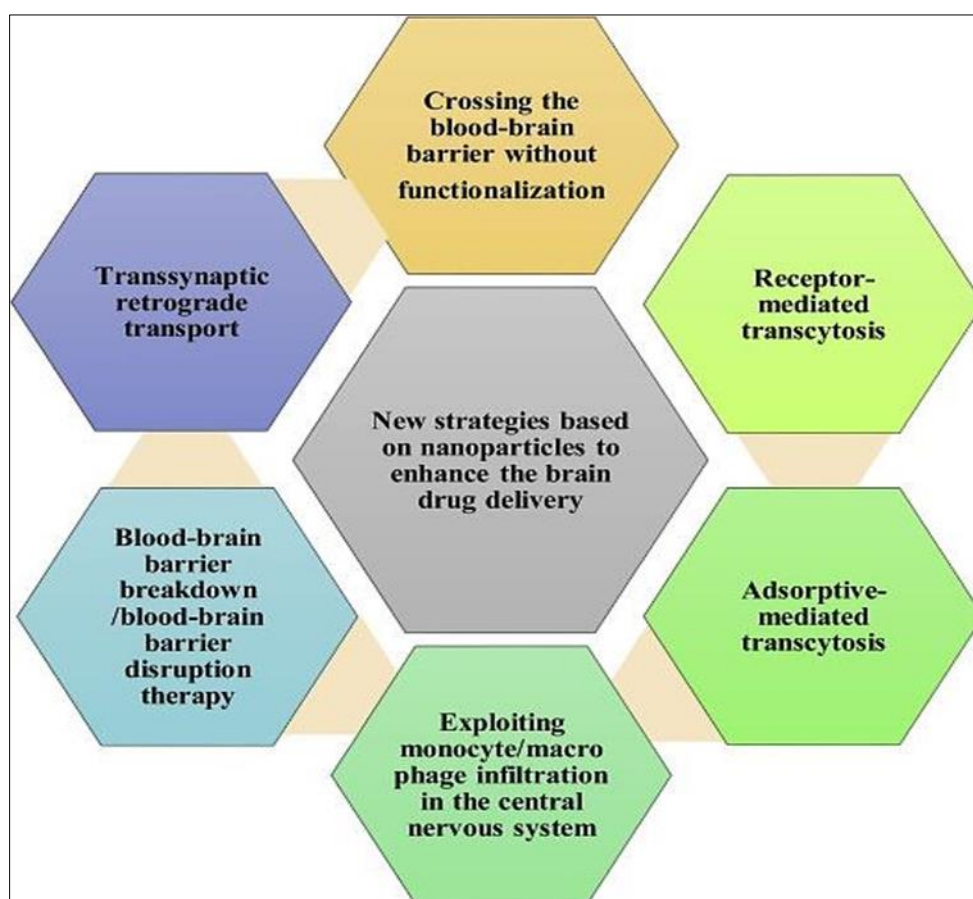 Crossing the
blood-brain
barrier without
functionalization
Transsynaptic
retrograde
transport
Receptor-
mediated
transcytosis
New strategies based
on nanoparticles to
enhance the brain
drug delivery
Blood-brain
barrier
breakdown
/blood-brain
barrier
disruption
therapy
Adsorptive-
mediated
transcytosis
Exploiting
monocyte/macro
phage infiltration
in the central
nervous system